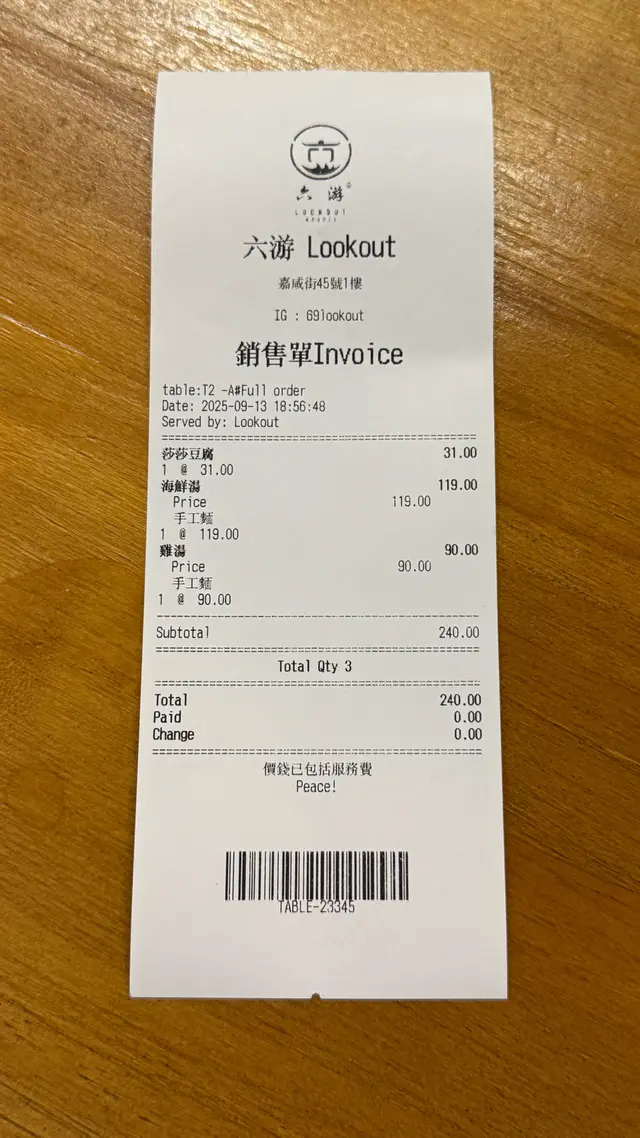 六游
LOOKOUT
六游 Lookout
嘉咸街45號1樓
IG : 69lookout
銷售單Invoice
table:T2 -A#Full order
Date: 2025-09-13 18:56:48
Served by: Lookout
莎莎豆腐 31.00
1 @ 31.00
海鮮湯 119.00
Price 119.00
手工麵
1 @ 119.00
雞湯 90.00
Price 90.00
手工麵
1 @ 90.00
Subtotal 240.00
Total Qty 3
Total 240.00
Paid 0.00
Change 0.00
價錢已包括服務費
Peace!
TABLE-23345